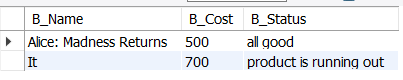 B_Name B_Cost B_Status
Alice: Madness Returns 500 all good
It 700 product is running out